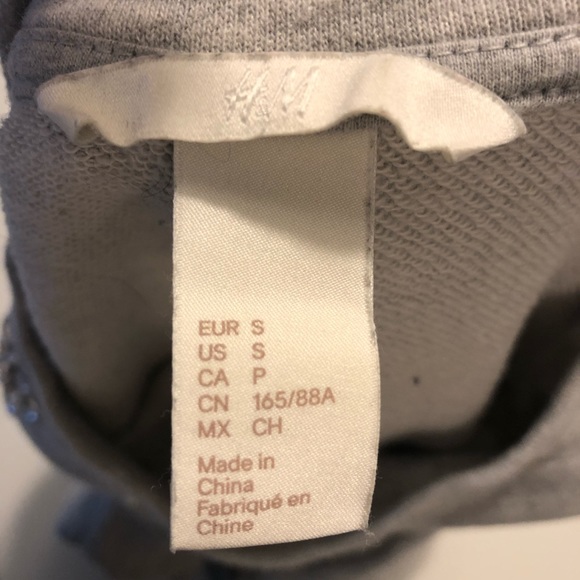 H&M
EUR S
US S
CA P
CN 165/88A
MX CH
Made in
China
Fabriqué en
Chine